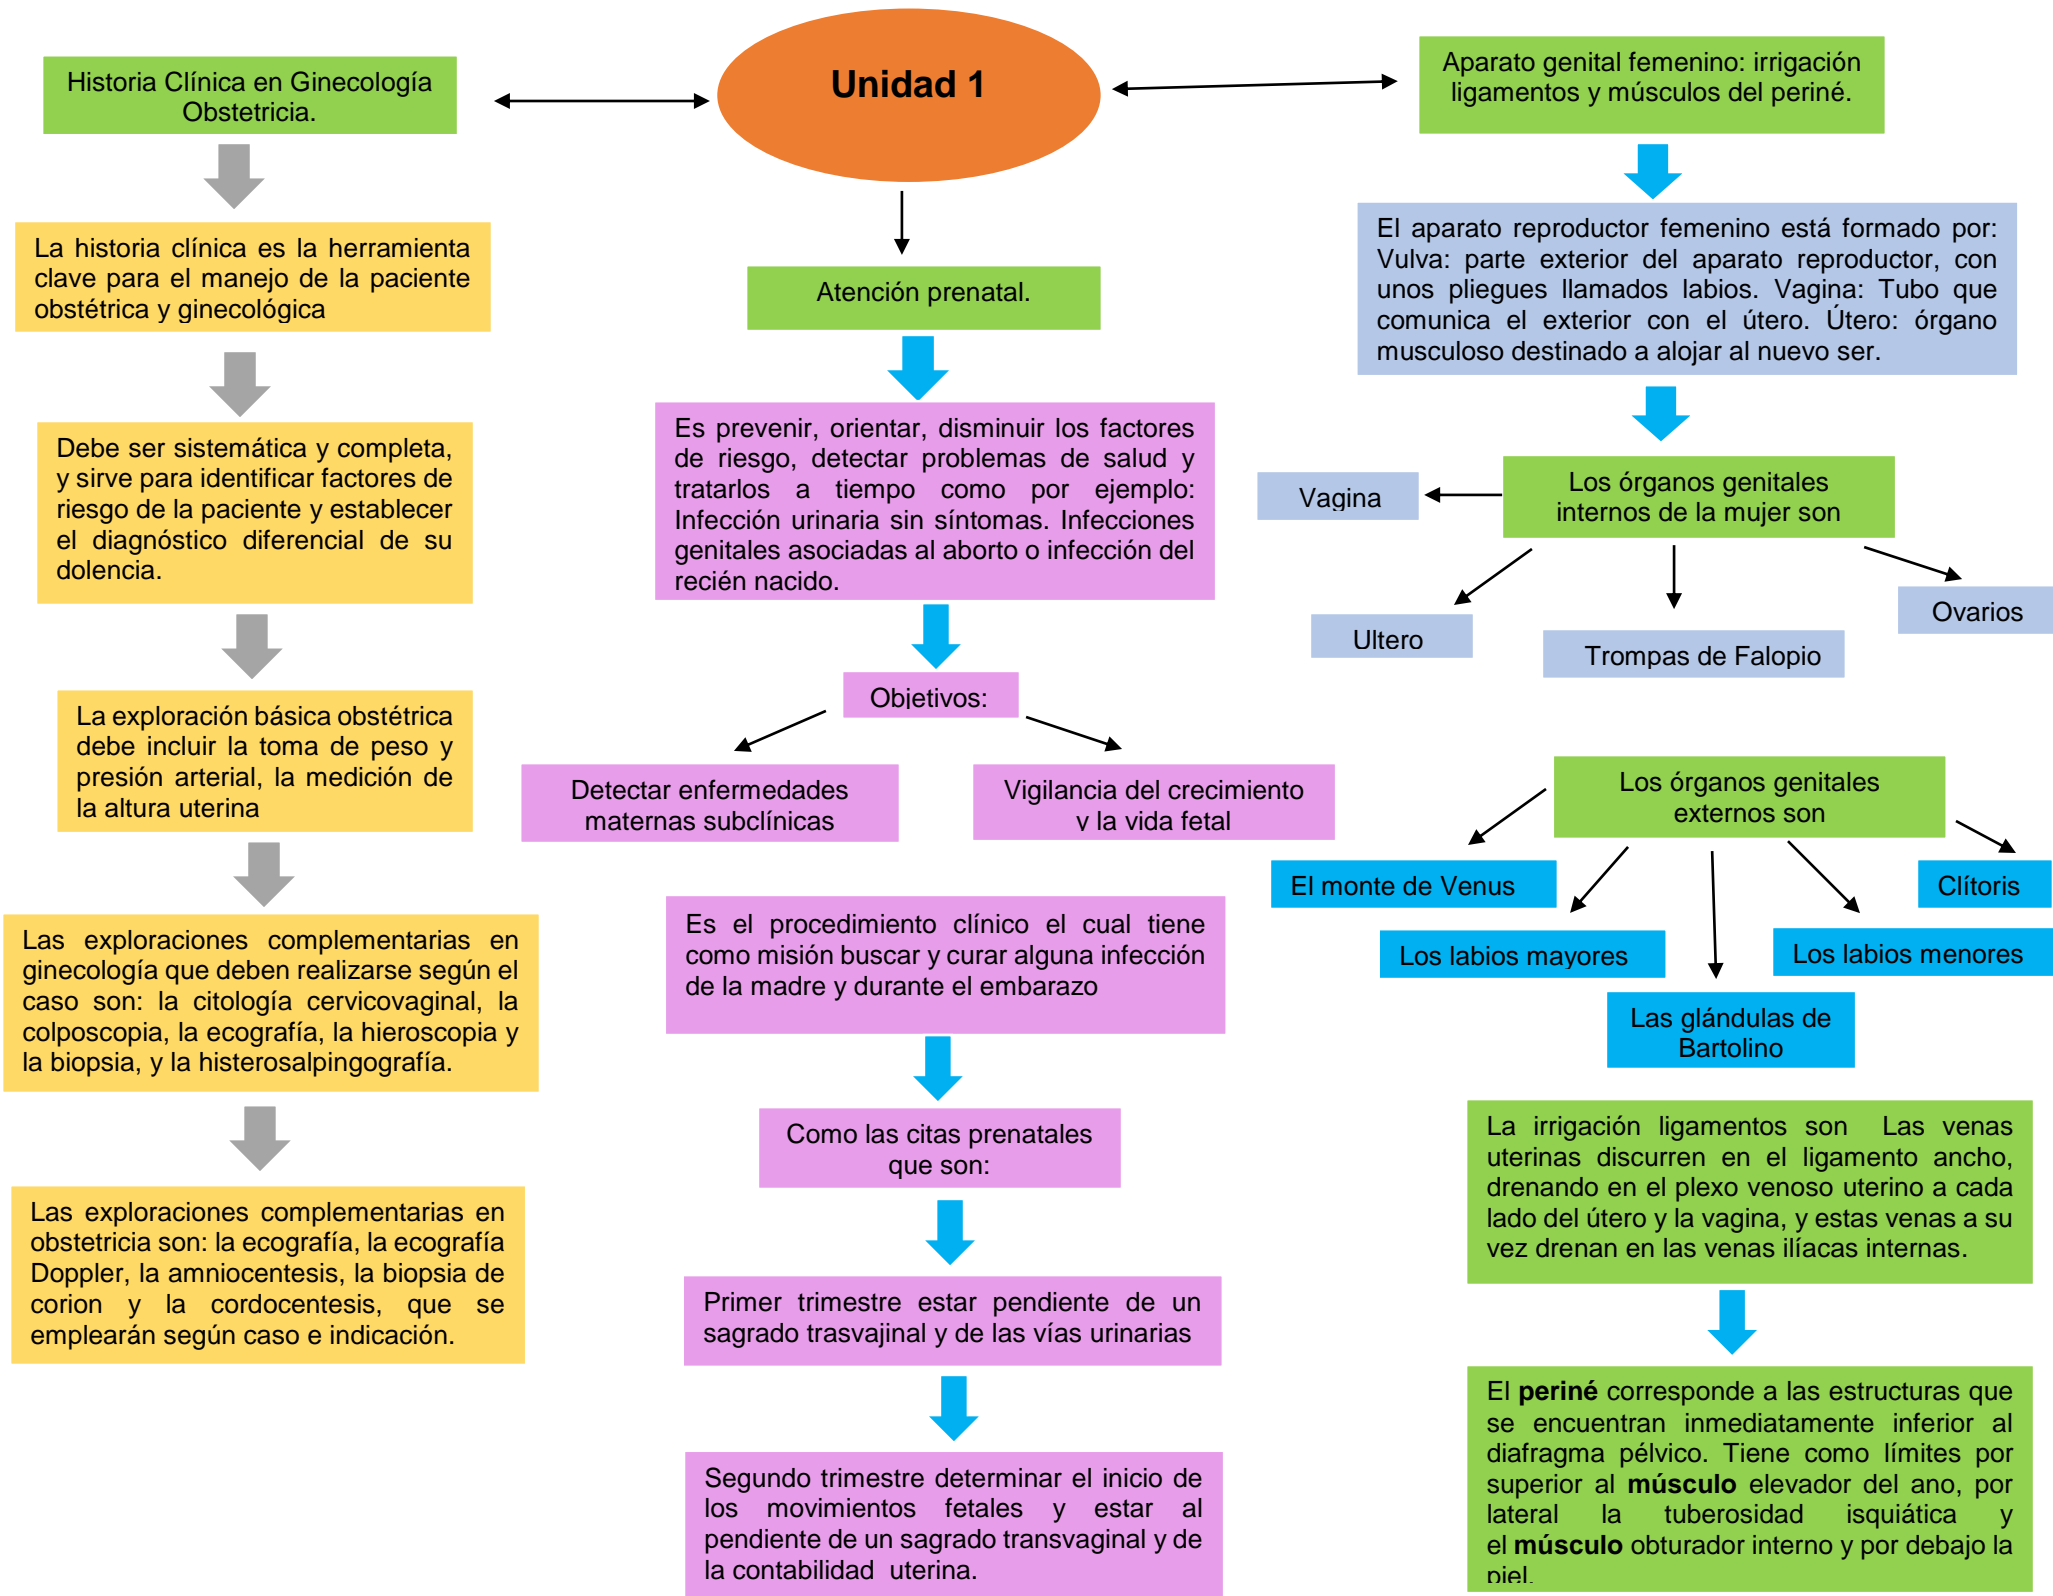 Unidad 1
Historia Clínica en Ginecología
Obstetricia.
La historia clínica es la herramienta
clave para el manejo de la paciente
obstétrica y ginecológica
Debe ser sistemática y completa,
y sirve para identificar factores de
riesgo de la paciente y establecer
el diagnóstico diferencial de su
dolencia.
La exploración básica obstétrica
debe incluir la toma de peso y
presión arterial, la medición de
la altura uterina
Las exploraciones complementarias en
ginecología que deben realizarse según el
caso son: la citología cervicovaginal, la
colposcopia, la ecografía, la hieroscopia y
la biopsia, y la histerosalpingografía.
Las exploraciones complementarias en
obstetricia son: la ecografía, la ecografía
Doppler, la amniocentesis, la biopsia de
corion y la cordocentesis, que se
emplearán según caso e indicación.
Atención prenatal.
Es prevenir, orientar, disminuir los factores
de riesgo, detectar problemas de salud y
tratarlos a tiempo como por ejemplo:
Infección urinaria sin síntomas. Infecciones
genitales asociadas al aborto o infección del
recién nacido.
Objetivos:
Detectar enfermedades
maternas subclínicas
Vigilancia del crecimiento
y la vida fetal
Es el procedimiento clínico el cual tiene
como misión buscar y curar alguna infección
de la madre y durante el embarazo
Como las citas prenatales
que son:
Primer trimestre estar pendiente de un
sagrado trasvajinal y de las vías urinarias
Segundo trimestre determinar el inicio de
los movimientos fetales y estar al
pendiente de un sagrado transvaginal y de
la contabilidad uterina.
Aparato genital femenino: irrigación
ligamentos y músculos del periné.
El aparato reproductor femenino está formado por:
Vulva: parte exterior del aparato reproductor, con
unos pliegues llamados labios. Vagina: Tubo que
comunica el exterior con el útero. Útero: órgano
musculoso destinado a alojar al nuevo ser.
Los órganos genitales
internos de la mujer son
Vagina
Ultero
Trompas de Falopio
Ovarios
Los órganos genitales
externos son
El monte de Venus
Los labios mayores
Las glándulas de
Bartolino
Los labios menores
Clítoris
La irrigación ligamentos son Las venas
uterinas discurren en el ligamento ancho,
drenando en el plexo venoso uterino a cada
lado del útero y la vagina, y estas venas a su
vez drenan en las venas ilíacas internas.
El periné corresponde a las estructuras que
se encuentran inmediatamente inferior al
diafragma pélvico. Tiene como límites por
superior al músculo elevador del ano, por
lateral la tuberosidad isquiática y
el músculo obturador interno y por debajo la
piel.